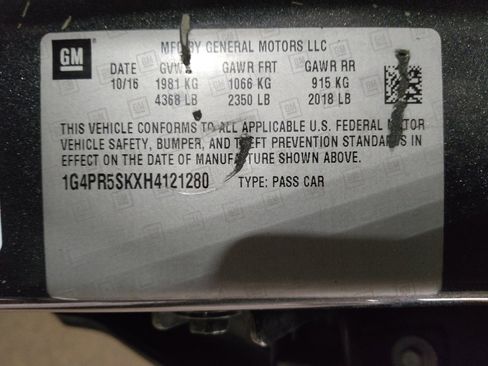 GM
MFD BY GENERAL MOTORS LLC
DATE GVWR GAWR FRT GAWR RR
10/16 1981 KG 1066 KG 915 KG
4368 LB 2350 LB 2018 LB
THIS VEHICLE CONFORMS TO ALL APPLICABLE U.S. FEDERAL MOTOR
VEHICLE SAFETY, BUMPER, AND THEFT PREVENTION STANDARDS IN
EFFECT ON THE DATE OF MANUFACTURE SHOWN ABOVE.
1G4PR5SKXH4121280 TYPE: PASS CAR